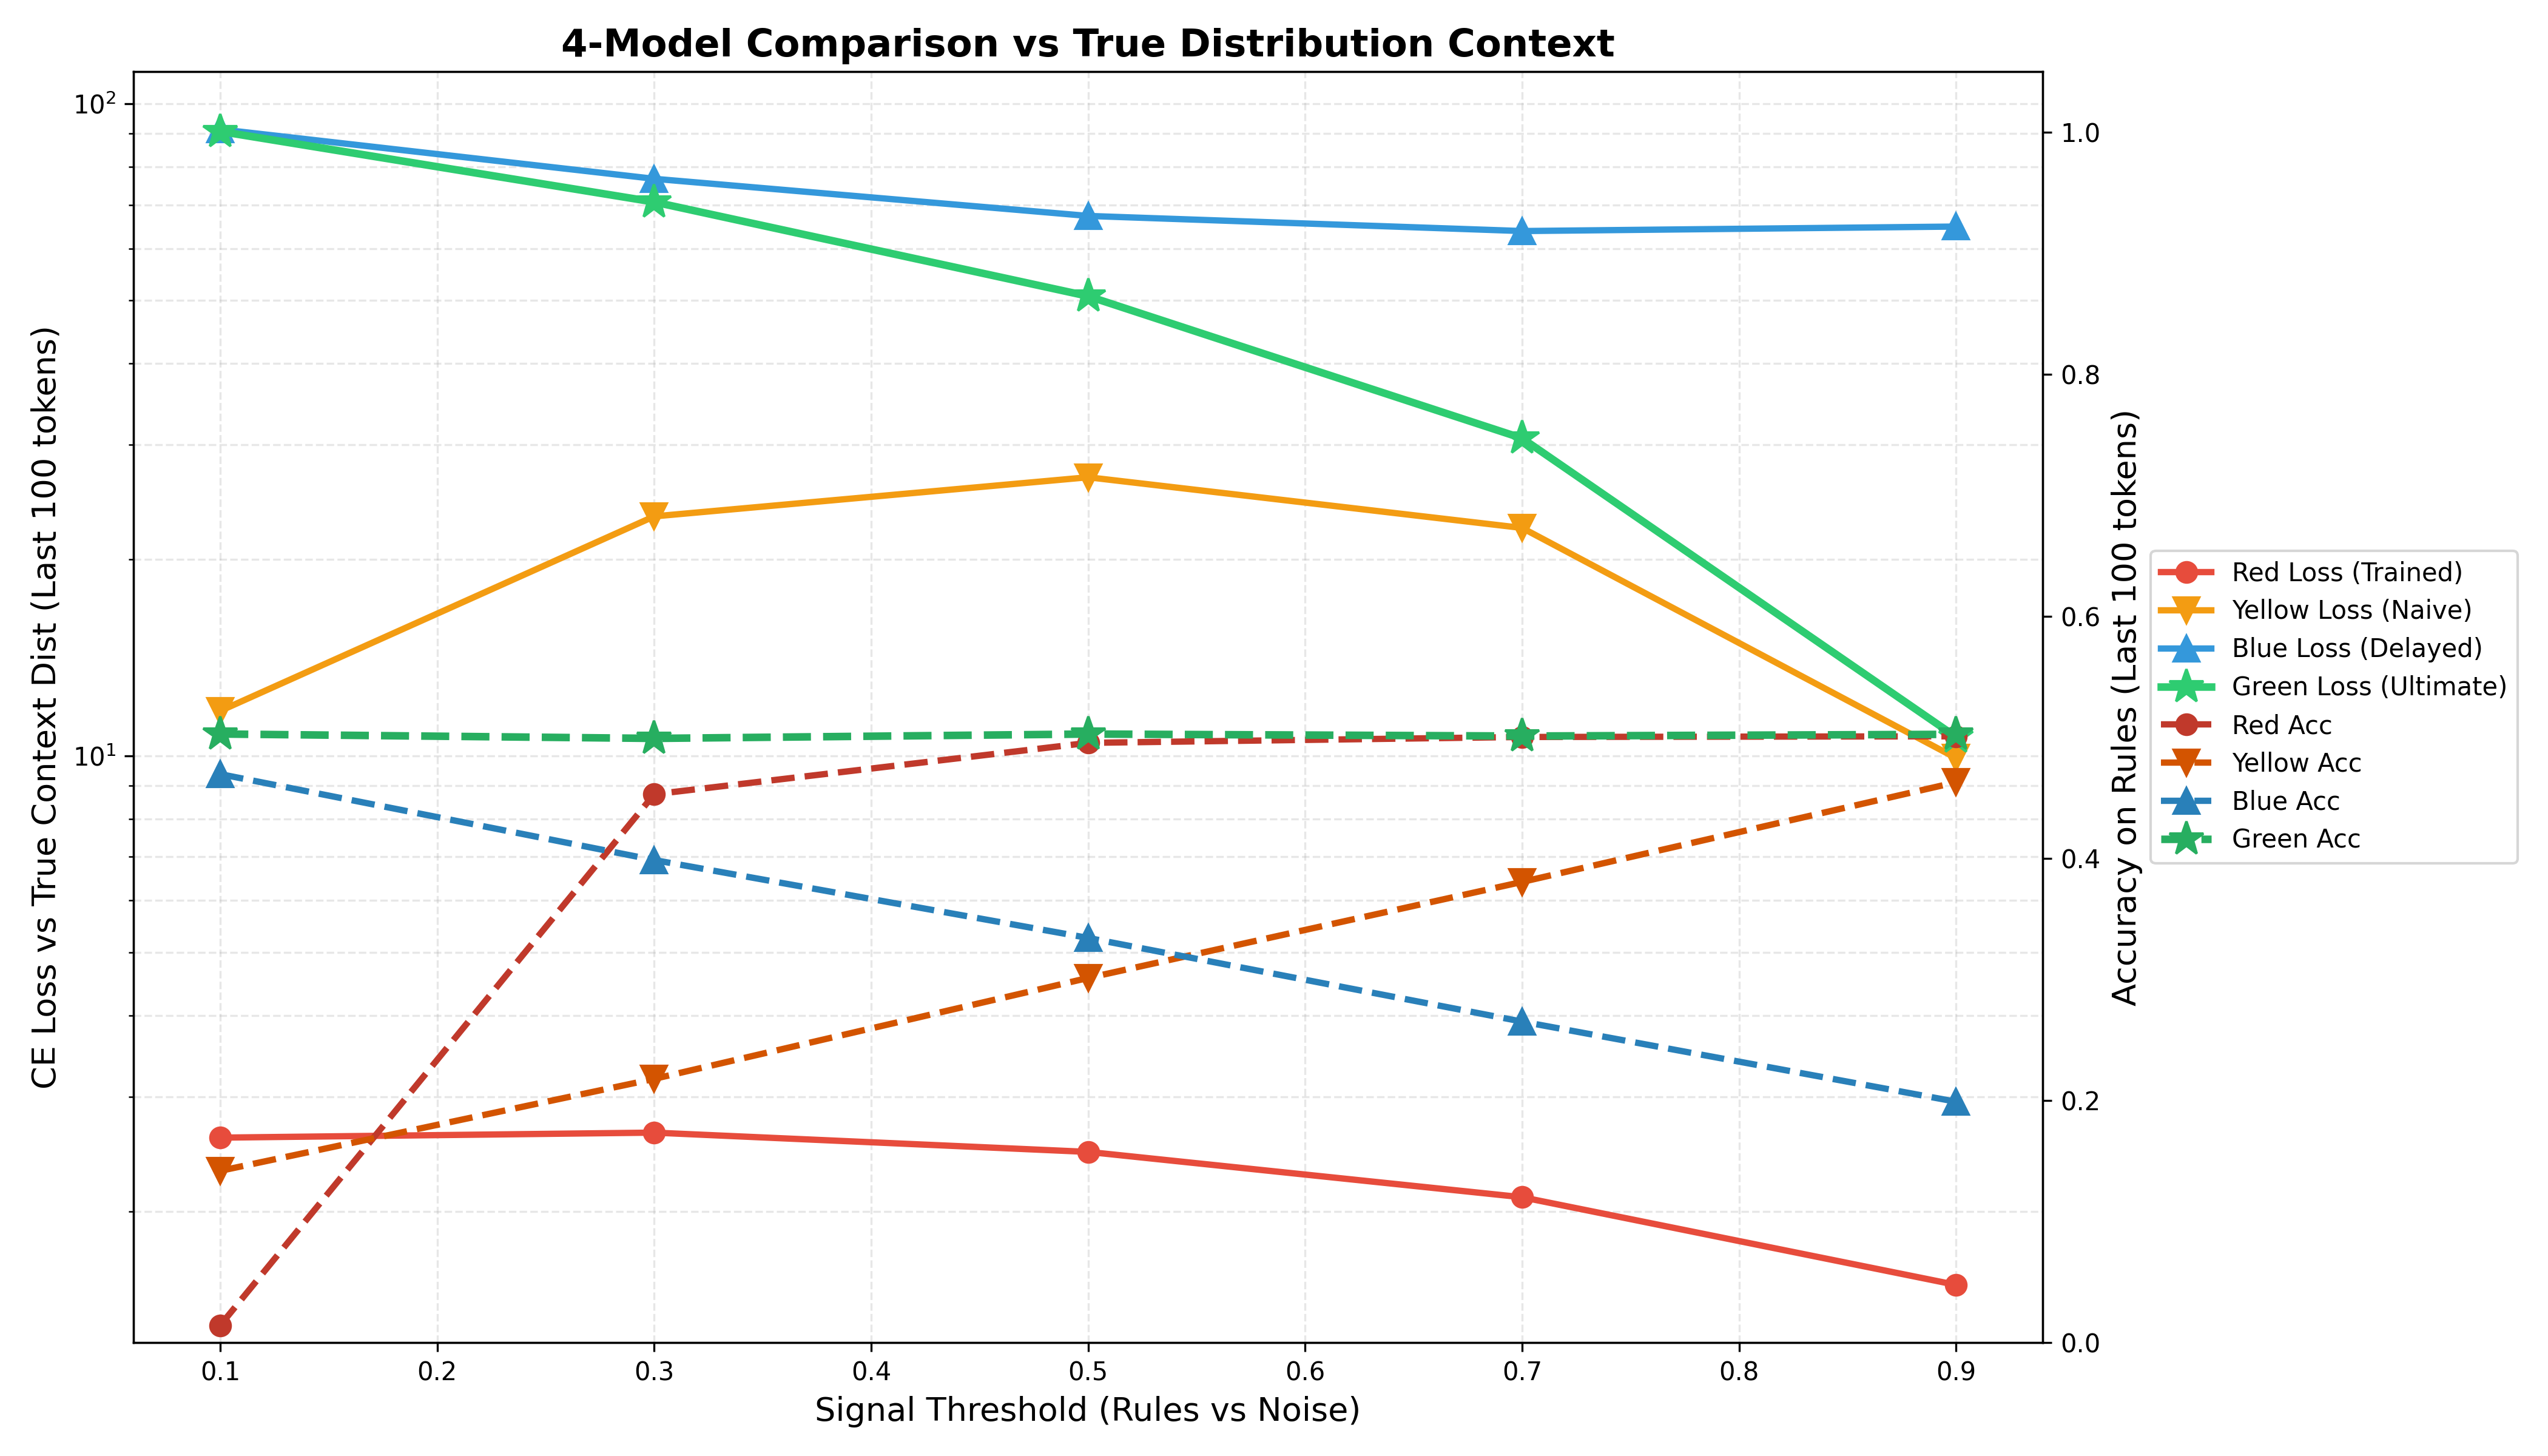 4-Model Comparison vs True Distribution Context
CE Loss vs True Context Dist (Last 100 tokens)
10²
10¹
1.0
0.8
0.6
0.4
0.2
0.0
Accuracy on Rules (Last 100 tokens)
Red Loss (Trained)
Yellow Loss (Naive)
Blue Loss (Delayed)
Green Loss (Ultimate)
Red Acc
Yellow Acc
Blue Acc
Green Acc
0.1 0.2 0.3 0.4 0.5 0.6 0.7 0.8 0.9
Signal Threshold (Rules vs Noise)